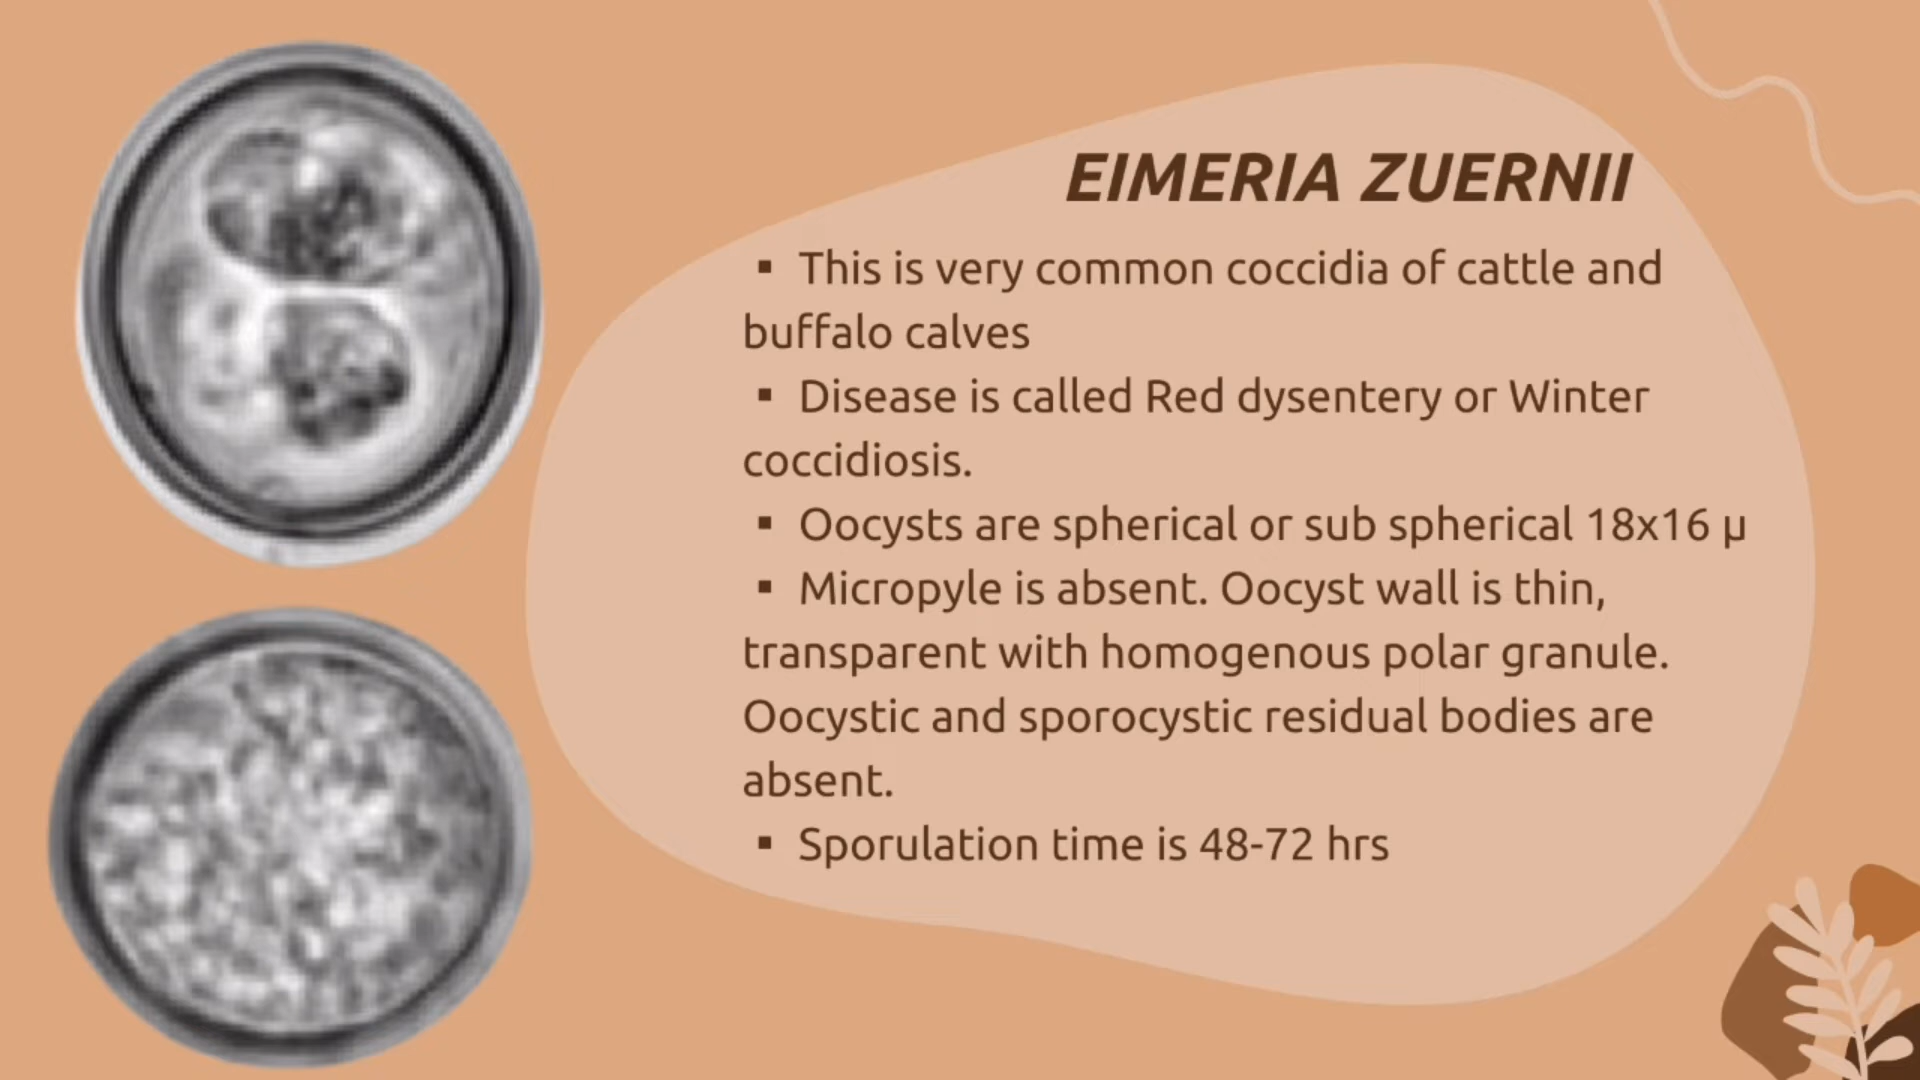 EIMERIA ZUERNII
▪ This is very common coccidia of cattle and
buffalo calves
▪ Disease is called Red dysentery or Winter
coccidiosis.
▪ Oocysts are spherical or sub spherical 18x16 µ
▪ Micropyle is absent. Oocyst wall is thin,
transparent with homogenous polar granule.
Oocystic and sporocystic residual bodies are
absent.
▪ Sporulation time is 48-72 hrs